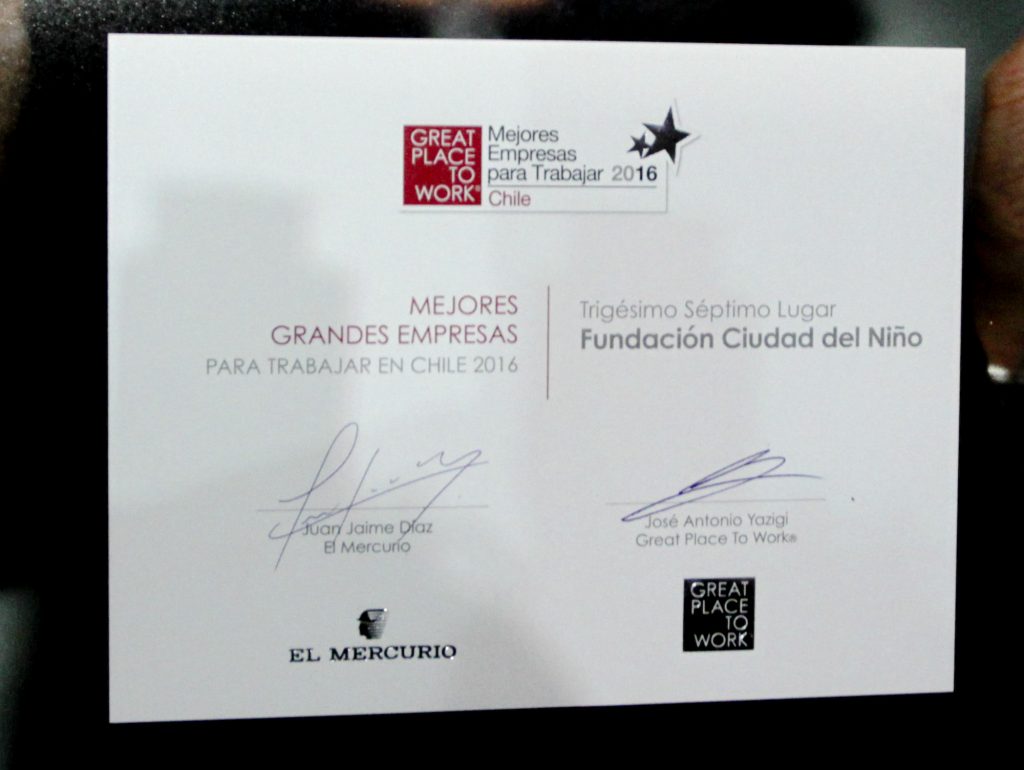 GREAT
PLACE
TO
WORK®
Mejores
Empresas
para Trabajar 2016
Chile
MEJORES
GRANDES EMPRESAS
PARA TRABAJAR EN CHILE 2016
Trigésimo Séptimo Lugar
Fundación Ciudad del Niño
Juan Jaime Díaz
El Mercurio
José Antonio Yazigi
Great Place To Work®
EL MERCURIO
GREAT
PLACE
TO
WORK